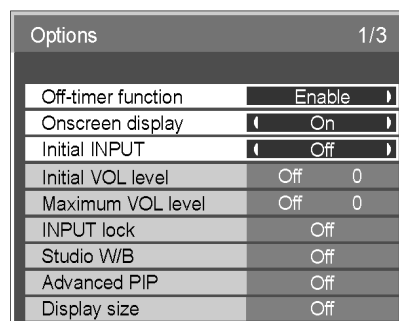 Options 1/3
Off-timer function Enable
Onscreen display On
Initial INPUT Off
Initial VOL level Off 0
Maximum VOL level Off 0
INPUT lock Off
Studio W/B Off
Advanced PIP Off
Display size Off